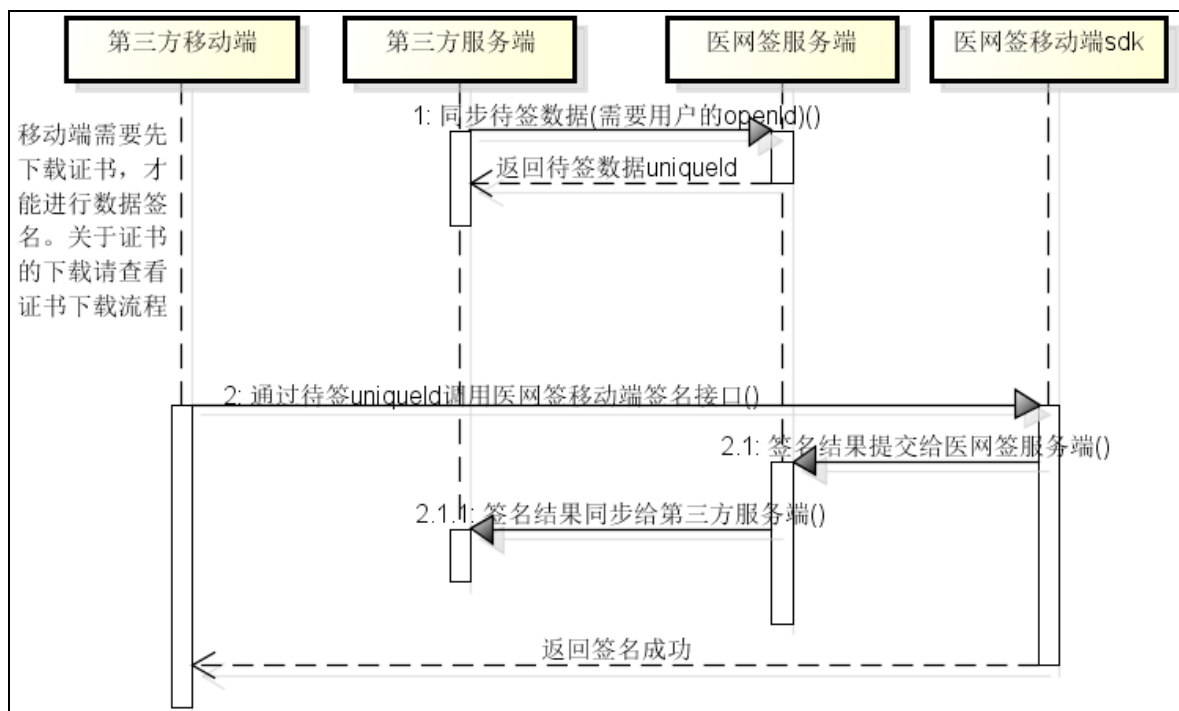 第三方移动端
第三方服务端
医网签服务端
医网签移动端sdk
1: 同步待签数据(需要用户的openId)()
返回待签数据uniqueId
移动端需要先
下载证书，才
能进行数据签
名。关于证书
的下载请查看
证书下载流程
2: 通过待签uniqueId调用医网签移动端签名接口()
2.1: 签名结果提交给医网签服务端()
2.1.1: 签名结果同步给第三方服务端()
返回签名成功